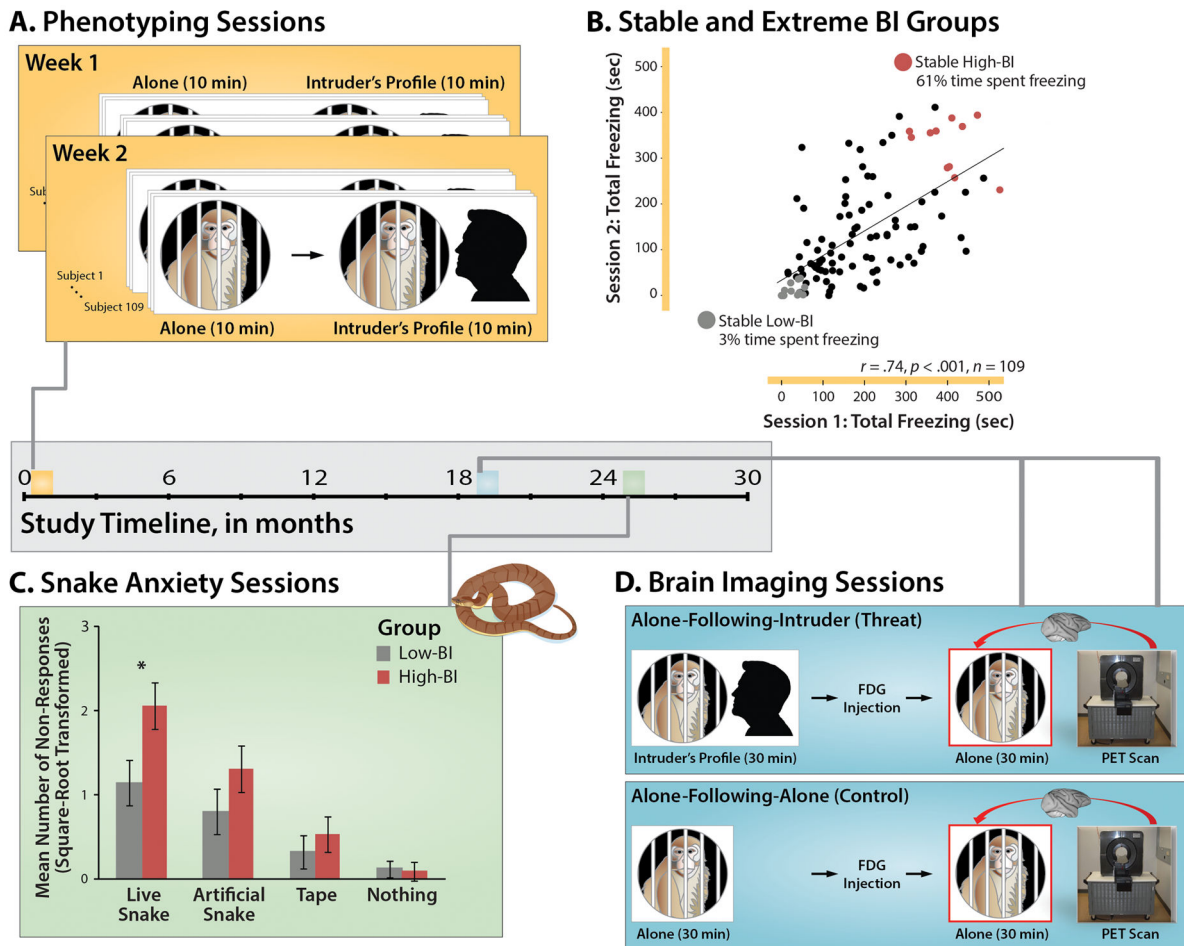 A. Phenotyping Sessions
Week 1
Alone (10 min)
Intruder's Profile (10 min)
Week 2
Subject 1
Subject 109
Alone (10 min)
Intruder's Profile (10 min)
B. Stable and Extreme BI Groups
Session 2: Total Freezing (sec)
500
400
300
200
100
0
Stable High-BI
61% time spent freezing
Stable Low-BI
3% time spent freezing
r = .74, p < .001, n = 109
0 100 200 300 400 500
Session 1: Total Freezing (sec)
0 6 12 18 24 30
Study Timeline, in months
C. Snake Anxiety Sessions
Mean Number of Non-Responses
(Square-Root Transformed)
3
2
1
0
*
Group
Low-BI
High-BI
Live
Snake
Artificial
Snake
Tape
Nothing
D. Brain Imaging Sessions
Alone-Following-Intruder (Threat)
Intruder's Profile (30 min)
FDG
Injection
Alone (30 min)
PET Scan
Alone-Following-Alone (Control)
Alone (30 min)
FDG
Injection
Alone (30 min)
PET Scan